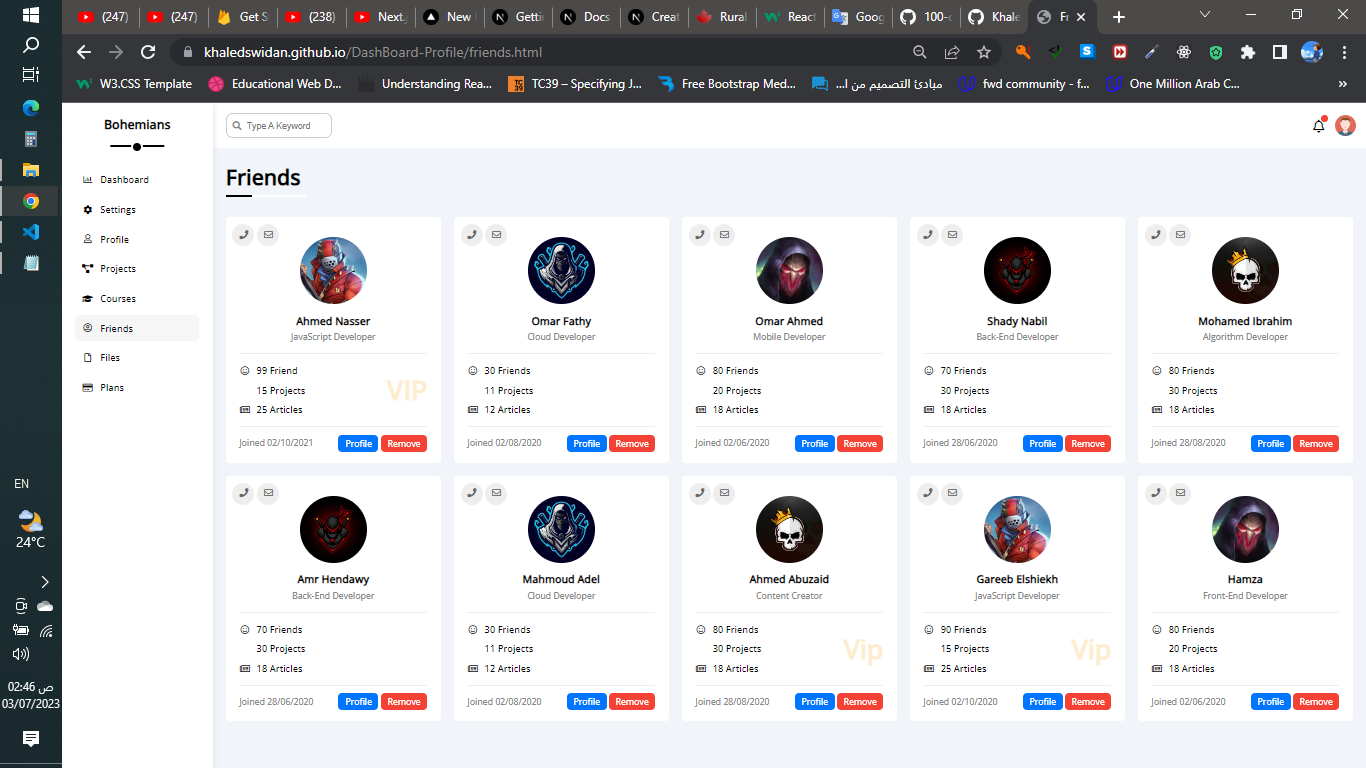 (247)
(247)
Get S
(238)
Next.
New
Gettin
Docs
Creat
Rural
React
Goog
100-d
Khale
Fr
khaledswidan.github.io/DashBoard-Profile/friends.html
W3.CSS Template
Educational Web D...
Understanding Rea...
TC39 – Specifying J...
Free Bootstrap Med...
مبادئ التصميم من ا...
fwd community - f...
One Million Arab C...
»
Bohemians
Type A Keyword
Dashboard
Settings
Profile
Projects
Courses
Friends
Files
Plans
Friends
Ahmed Nasser
JavaScript Developer
99 Friend
15 Projects
25 Articles
VIP
Joined 02/10/2021
Profile
Remove
Omar Fathy
Cloud Developer
30 Friends
11 Projects
12 Articles
Joined 02/08/2020
Profile
Remove
Omar Ahmed
Mobile Developer
80 Friends
20 Projects
18 Articles
Joined 02/06/2020
Profile
Remove
Shady Nabil
Back-End Developer
70 Friends
30 Projects
18 Articles
Joined 28/06/2020
Profile
Remove
Mohamed Ibrahim
Algorithm Developer
80 Friends
30 Projects
18 Articles
Joined 28/08/2020
Profile
Remove
Amr Hendawy
Back-End Developer
70 Friends
30 Projects
18 Articles
Joined 28/06/2020
Profile
Remove
Mahmoud Adel
Cloud Developer
30 Friends
11 Projects
12 Articles
Joined 02/08/2020
Profile
Remove
Ahmed Abuzaid
Content Creator
80 Friends
30 Projects
18 Articles
Vip
Joined 28/08/2020
Profile
Remove
Gareeb Elshiekh
JavaScript Developer
90 Friends
15 Projects
25 Articles
Vip
Joined 02/10/2020
Profile
Remove
Hamza
Front-End Developer
80 Friends
20 Projects
18 Articles
Joined 02/06/2020
Profile
Remove
EN
24°C
02:46 ص
03/07/2023